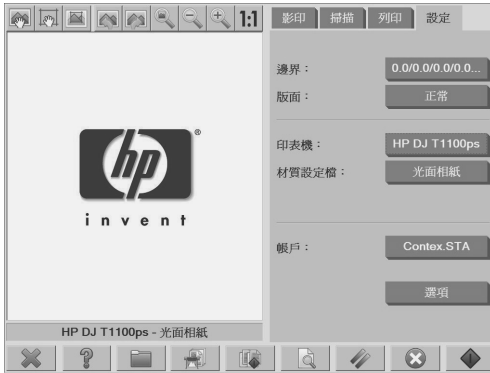 1:1
影印 掃描 列印 設定
邊界： 0.0/0.0/0.0/0.0...
版面： 正常
印表機： HP DJ T1100ps
材質設定檔： 光面相紙
hp ®
invent
帳戶： Contex.STA
選項
HP DJ T1100ps - 光面相紙